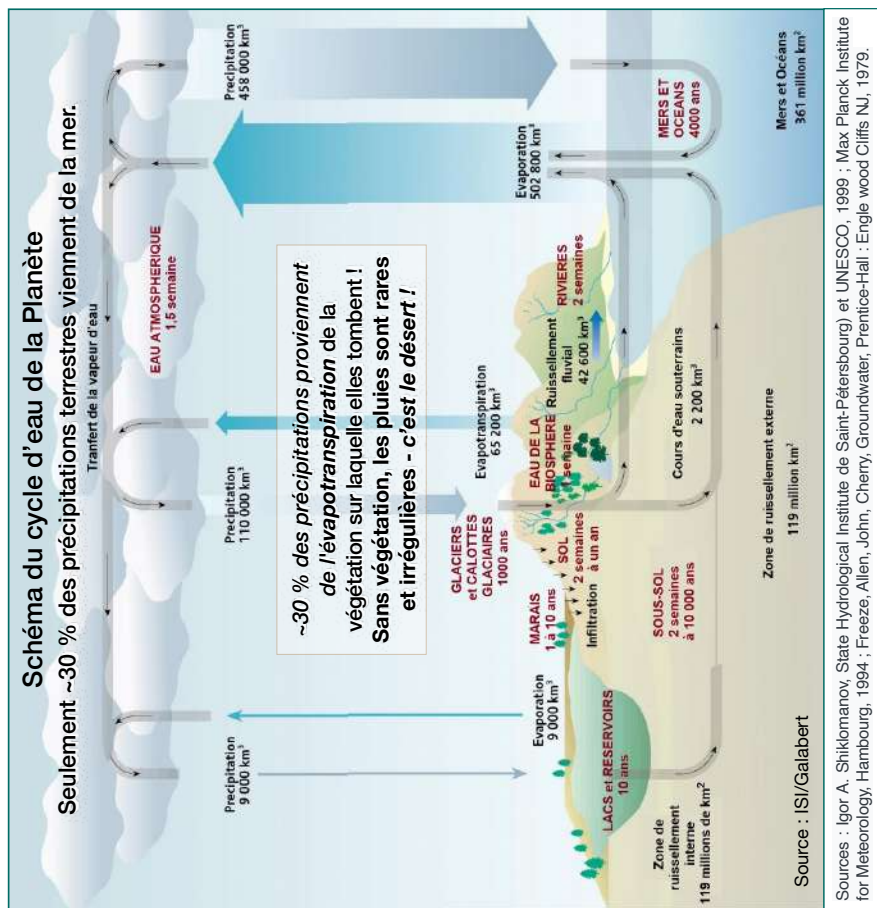 Schéma du cycle d'eau de la Planète
Seulement ~30 % des précipitations terrestres viennent de la mer.
Tranfert de la vapeur d'eau
EAU ATMOSPHERIQUE
1,5 semaine
Precipitation
9 000 km³
Precipitation
110 000 km³
Precipitation
458 000 km³
~30 % des précipitations proviennent
de l'évapotranspiration de la
végétation sur laquelle elles tombent !
Sans végétation, les pluies sont rares
et irrégulières - c'est le désert !
Evaporation
9 000 km³
Evapotranspiration
65 200 km³
Evaporation
502 800 km³
GLACIERS
et CALOTTES
GLACIAIRES
1000 ans
MARAIS
1 à 10 ans
Infiltration
SOL
2 semaines
à un an
EAU DE LA
BIOSPHERE
semaine
Ruissellement
fluvial
42 600 km³
RIVIERES
2 semaines
LACS et RESERVOIRS
10 ans
SOUS-SOL
2 semaines
à 10 000 ans
Cours d'eau souterrains
2 200 km³
MERS ET
OCEANS
4000 ans
Zone de
ruissellement
interne
119 millions de km²
Zone de ruissellement externe
119 million km²
Mers et Océans
361 million km²
Source : ISI/Galabert
Sources : Igor A. Shiklomanov, State Hydrological Institute de Saint-Pétersbourg) et UNESCO, 1999 ; Max Planck Institute
for Meteorology, Hambourg, 1994 ; Freeze, Allen, John, Cherry, Groundwater, Prentice-Hall : Engle wood Cliffs NJ, 1979.